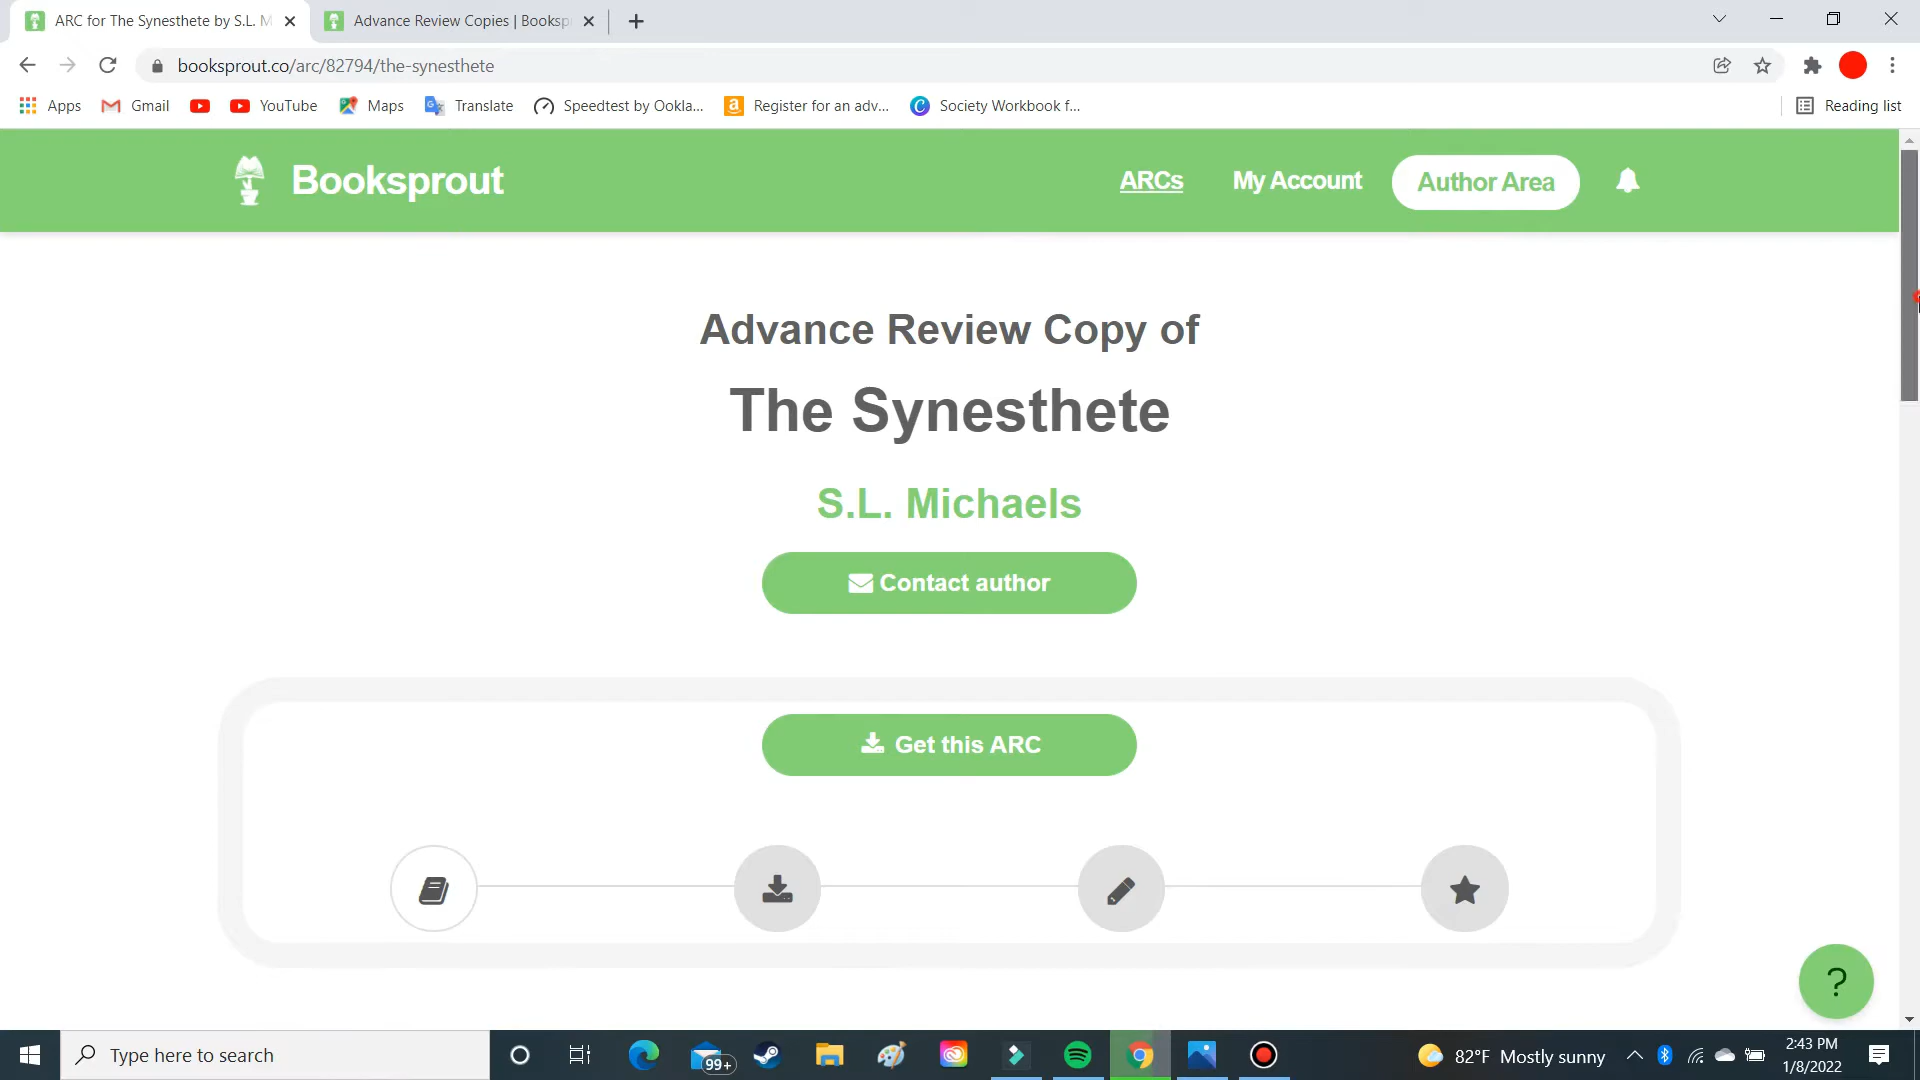 ARC for The Synesthete by S.L. M
Advance Review Copies | Booksp
booksprout.co/arc/82794/the-synesthete
Apps Gmail YouTube Maps Translate Speedtest by Ookla... Register for an adv... Society Workbook f... Reading list
Booksprout ARCs My Account Author Area
Advance Review Copy of
The Synesthete
S.L. Michaels
Contact author
Get this ARC
?
Type here to search 99+ 82°F Mostly sunny 2:43 PM
1/8/2022